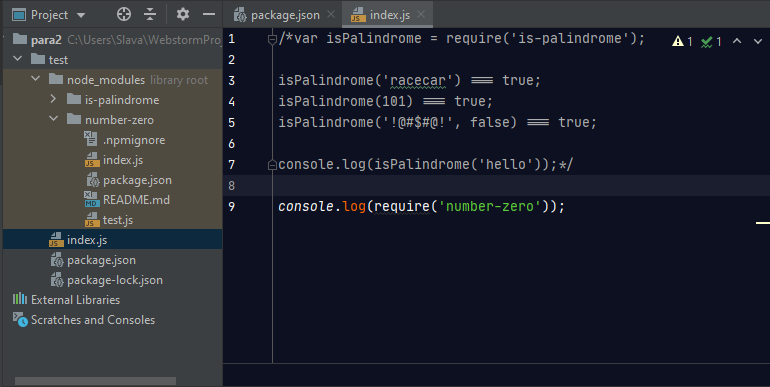 Project
package.json
index.js
para2 C:\Users\Slava\WebstormProj
test
node_modules library root
is-palindrome
number-zero
.npmignore
index.js
package.json
README.md
test.js
index.js
package.json
package-lock.json
External Libraries
Scratches and Consoles
1 /*var isPalindrome = require('is-palindrome');
2
3 isPalindrome('racecar') === true;
4 isPalindrome(101) === true;
5 isPalindrome('!@#$#@!', false) === true;
6
7 console.log(isPalindrome('hello'));*/
8
9 console.log(require('number-zero'));
1 1